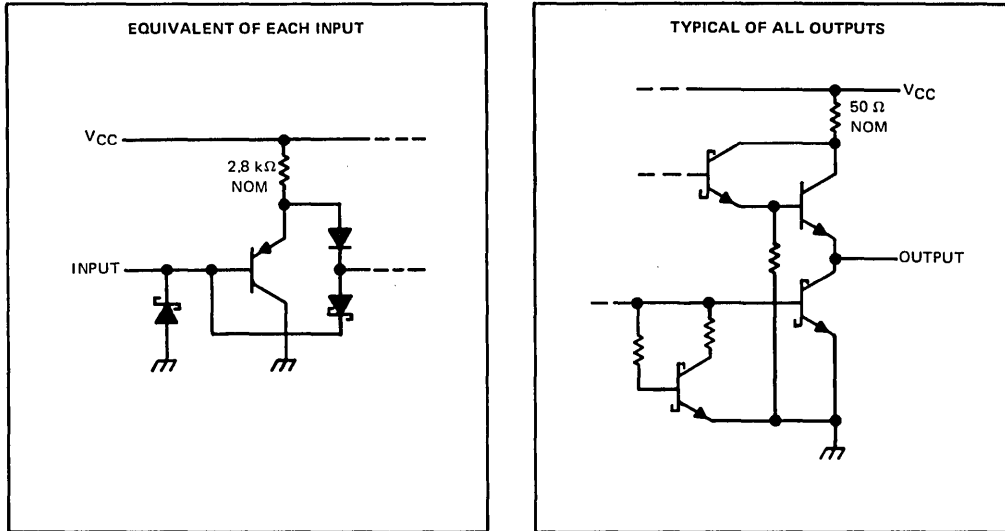 EQUIVALENT OF EACH INPUT
VCC
2,8 kΩ
NOM
INPUT
TYPICAL OF ALL OUTPUTS
VCC
50 Ω
NOM
OUTPUT